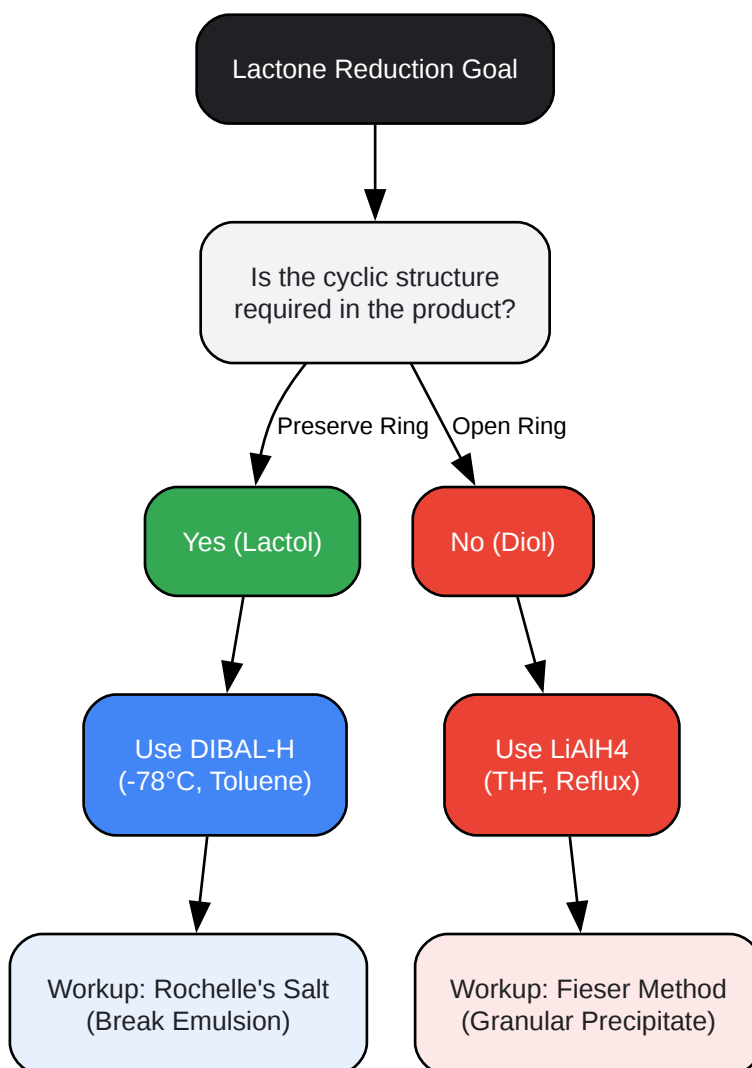 Lactone Reduction Goal
Is the cyclic structure
required in the product?
Preserve Ring
Open Ring
Yes (Lactol)
No (Diol)
Use DIBAL-H
(-78°C, Toluene)
Use LiAlH4
(THF, Reflux)
Workup: Rochelle's Salt
(Break Emulsion)
Workup: Fieser Method
(Granular Precipitate)